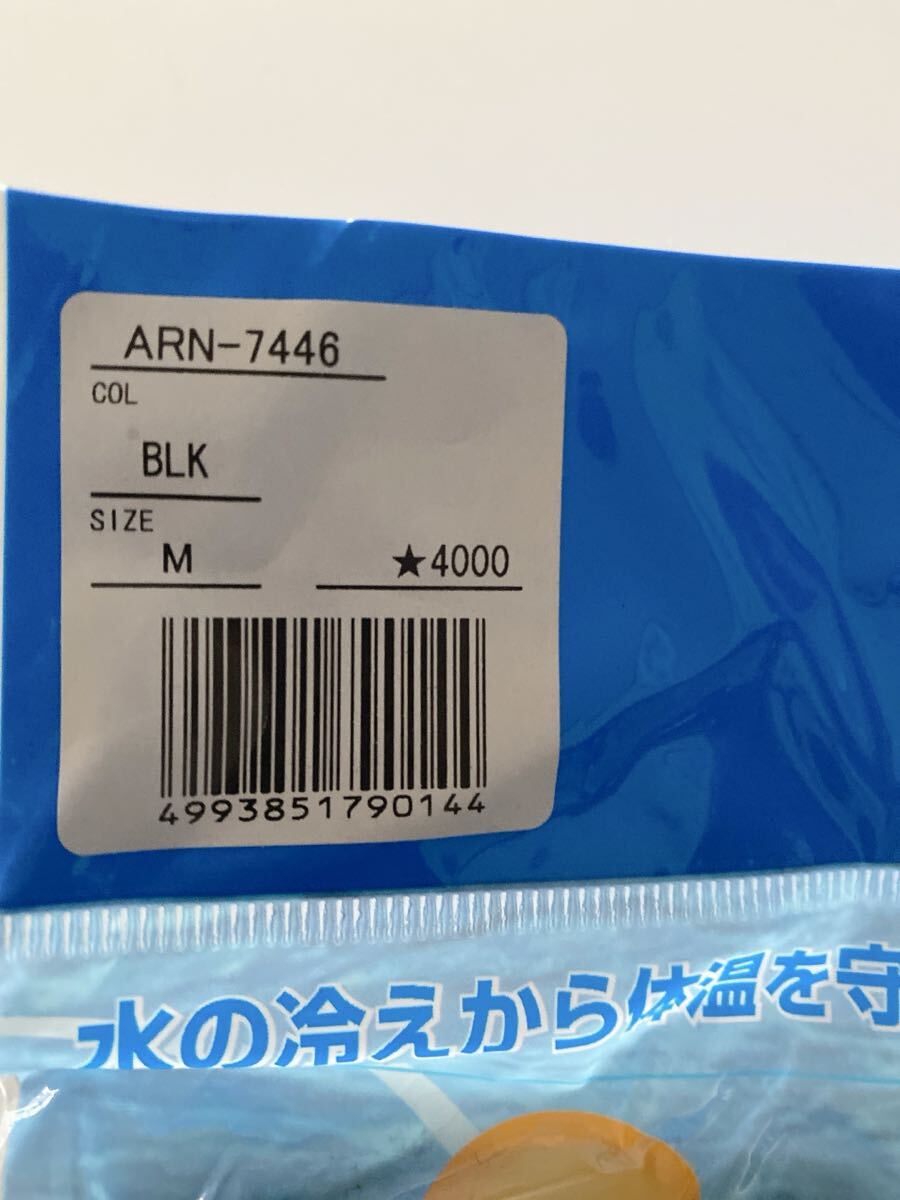 ARN-7446
COL
BLK
SIZE
M ★4000
4993851790144
水の冷えから体温を守